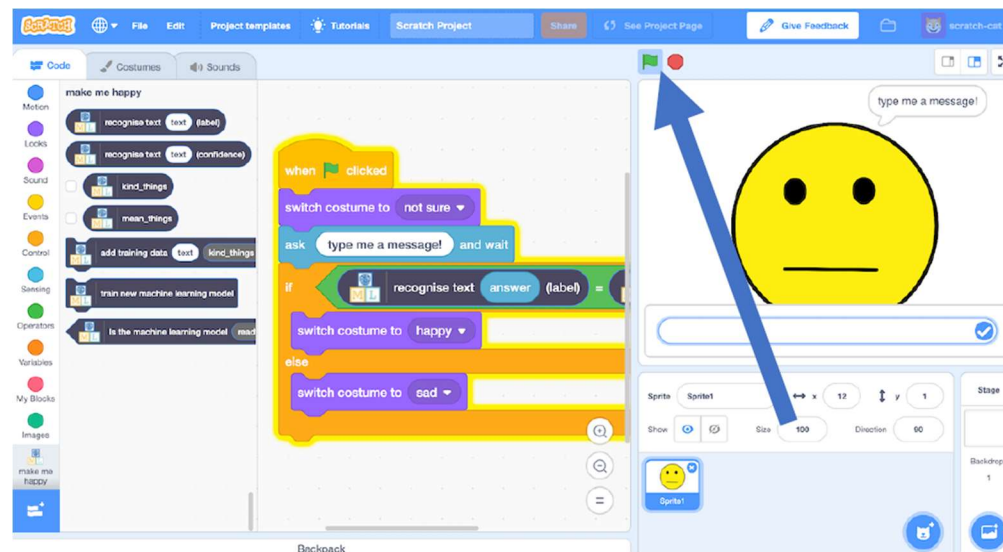 SCRATCH File Edit Project templates Tutorials Scratch Project Share See Project Page Give Feedback scratch-cat
Code Costumes Sounds
Motion
Looks
Sound
Events
Control
Sensing
Operators
Variables
My Blocks
Images
make me
happy
make me happy
recognise text text (label)
recognise text text (confidence)
kind_things
mean_things
add training data text kind_things
train new machine learning model
Is the machine learning model read
when clicked
switch costume to not sure
ask type me a message! and wait
if ML recognise text answer (label) = 
switch costume to happy
else
switch costume to sad
Backpack
type me a message!
Sprite Sprite1 x 12 y 1
Show Size 100 Direction 90
Sprite1
Stage
Backdrop
1